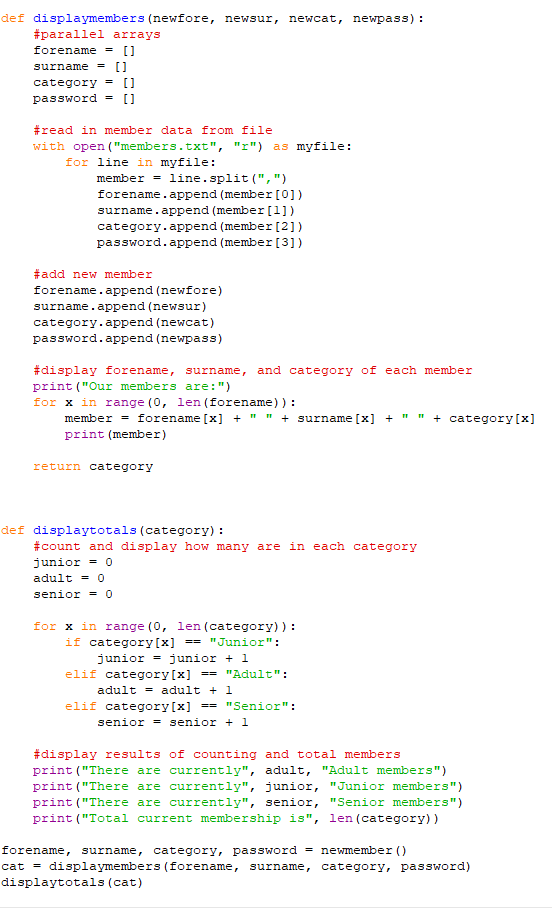 def displaymembers(newfore, newsur, newcat, newpass):
    #parallel arrays
    forename = []
    surname = []
    category = []
    password = []

    #read in member data from file
    with open("members.txt", "r") as myfile:
        for line in myfile:
            member = line.split(",")
            forename.append(member[0])
            surname.append(member[1])
            category.append(member[2])
            password.append(member[3])

    #add new member
    forename.append(newfore)
    surname.append(newsur)
    category.append(newcat)
    password.append(newpass)

    #display forename, surname, and category of each member
    print("Our members are:")
    for x in range(0, len(forename)):
        member = forename[x] + " " + surname[x] + " " + category[x]
        print(member)

    return category

def displaytotals(category):
    #count and display how many are in each category
    junior = 0
    adult = 0
    senior = 0

    for x in range(0, len(category)):
        if category[x] == "Junior":
            junior = junior + 1
        elif category[x] == "Adult":
            adult = adult + 1
        elif category[x] == "Senior":
            senior = senior + 1

    #display results of counting and total members
    print("There are currently", adult, "Adult members")
    print("There are currently", junior, "Junior members")
    print("There are currently", senior, "Senior members")
    print("Total current membership is", len(category))

forename, surname, category, password = newmember()
cat = displaymembers(forename, surname, category, password)
displaytotals(cat)